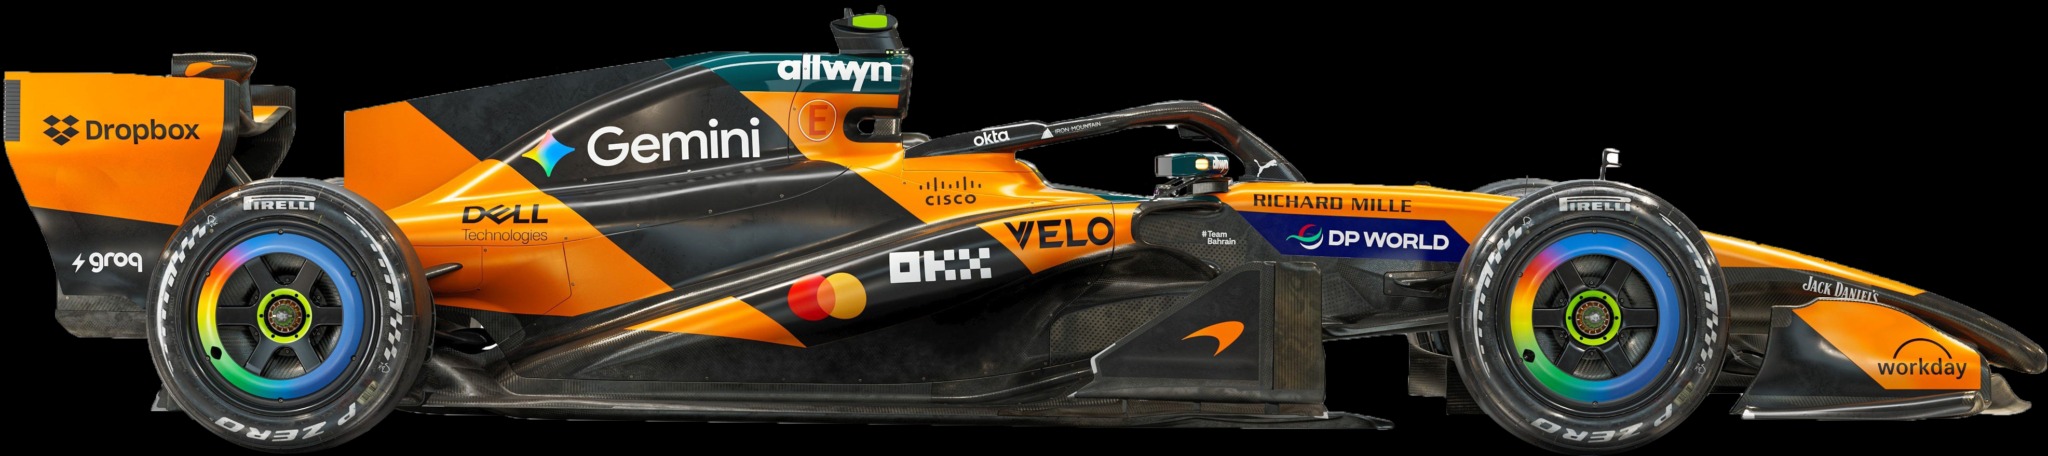 allwyn
E
Gemini
Dropbox
groq
DELL
Technologies
okta
IRON MOUNTAIN
allwyn
CISCO
VELO
OKX
#Team
Bahrain
RICHARD MILLE
DP WORLD
JACK DANIEL'S
workday
PIRELLI
P ZERO
PIRELLI
P ZERO